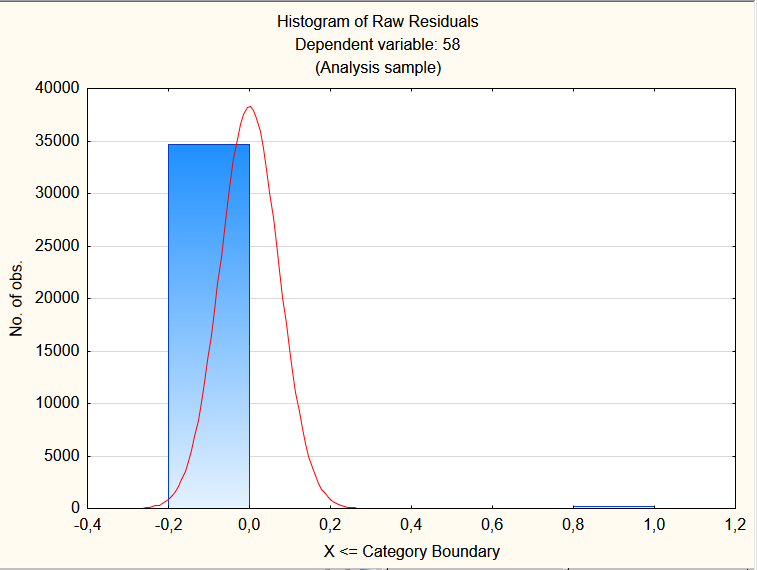 Histogram of Raw Residuals
Dependent variable: 58
(Analysis sample)
40000
35000
30000
25000
20000
15000
10000
5000
0
No. of obs.
-0,4 -0,2 0,0 0,2 0,4 0,6 0,8 1,0 1,2
X <= Category Boundary